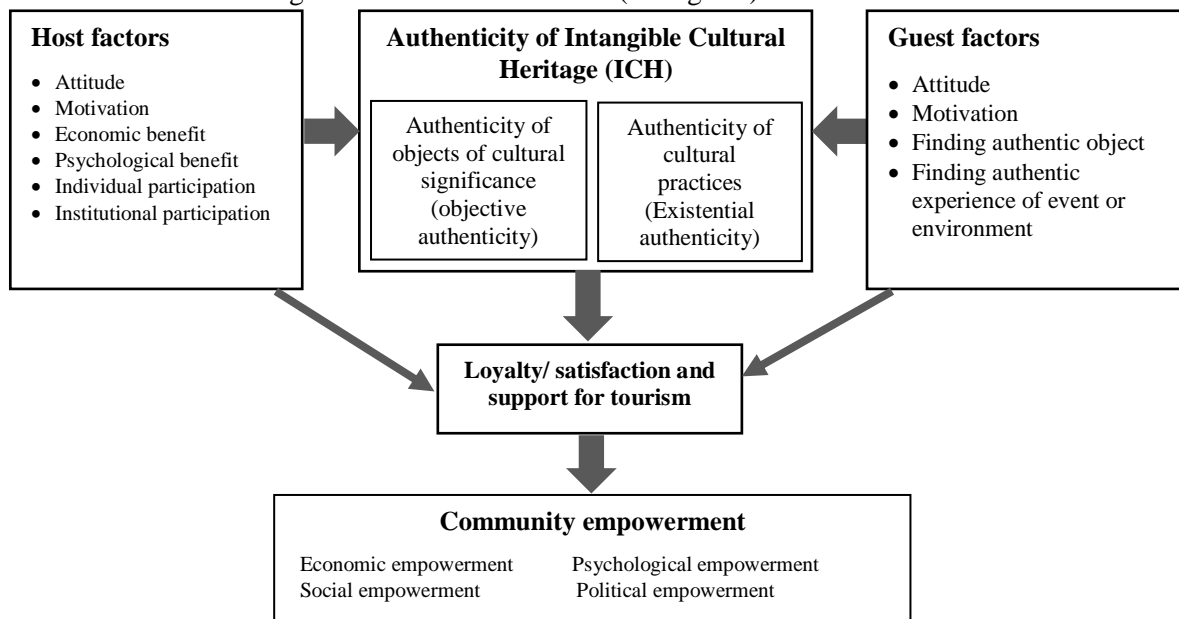 Host factors
• Attitude
• Motivation
• Economic benefit
• Psychological benefit
• Individual participation
• Institutional participation
Authenticity of Intangible Cultural
Heritage (ICH)
Authenticity of
objects of cultural
significance
(objective
authenticity)
Authenticity of
cultural
practices
(Existential
authenticity)
Guest factors
• Attitude
• Motivation
• Finding authentic object
• Finding authentic
experience of event or
environment
Loyalty/ satisfaction and
support for tourism
Community empowerment
Economic empowerment Psychological empowerment
Social empowerment Political empowerment